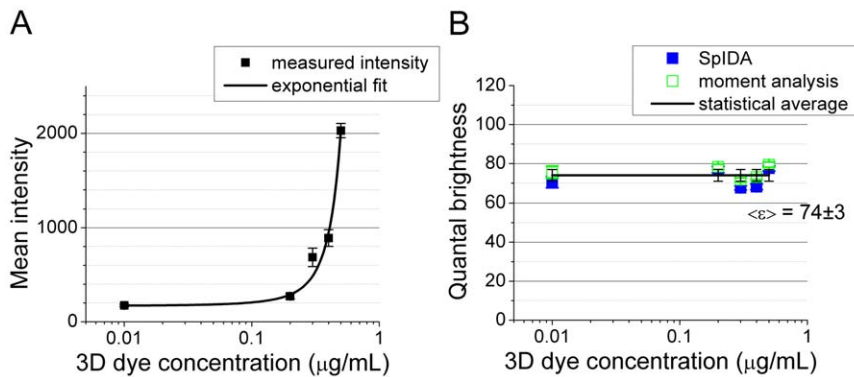 A
measured intensity
exponential fit
2000
1000
0
Mean intensity
0.01
0.1
1
3D dye concentration (μg/mL)
B
SpIDA
moment analysis
statistical average
120
100
80
60
40
20
0
Quantal brightness
<ε> = 74±3
0.01
0.1
1
3D dye concentration (μg/mL)